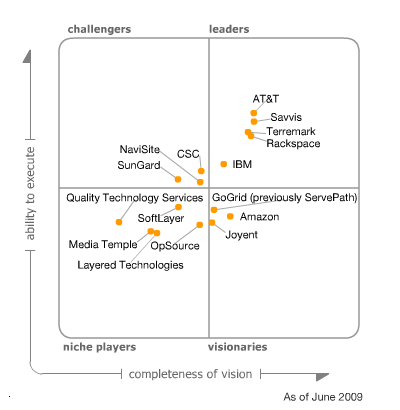 challengers
leaders
AT&T
Savvis
Terremark
Rackspace
NaviSite
CSC
IBM
SunGard
ability to execute
Quality Technology Services
GoGrid (previously ServePath)
SoftLayer
Amazon
Media Temple
OpSource
Joyent
Layered Technologies
niche players
visionaries
completeness of vision
As of June 2009